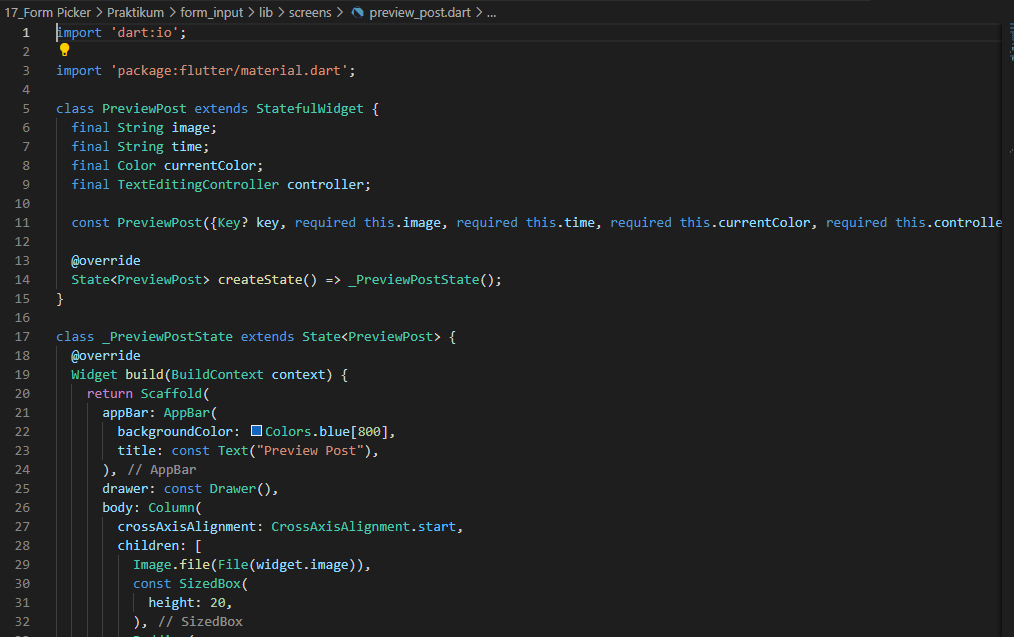 17_Form Picker > Praktikum > form_input > lib > screens > preview_post.dart > ...
1 import 'dart:io';
2
3 import 'package:flutter/material.dart';
4
5 class PreviewPost extends StatefulWidget {
6 final String image;
7 final String time;
8 final Color currentColor;
9 final TextEditingController controller;
10
11 const PreviewPost({Key? key, required this.image, required this.time, required this.currentColor, required this.controlle
12
13 @override
14 State<PreviewPost> createState() => _PreviewPostState();
15 }
16
17 class _PreviewPostState extends State<PreviewPost> {
18 @override
19 Widget build(BuildContext context) {
20 return Scaffold(
21 appBar: AppBar(
22 backgroundColor: Colors.blue[800],
23 title: const Text("Preview Post"),
24 ), // AppBar
25 drawer: const Drawer(),
26 body: Column(
27 crossAxisAlignment: CrossAxisAlignment.start,
28 children: [
29 Image.file(File(widget.image)),
30 const SizedBox(
31 height: 20,
32 ), // SizedBox